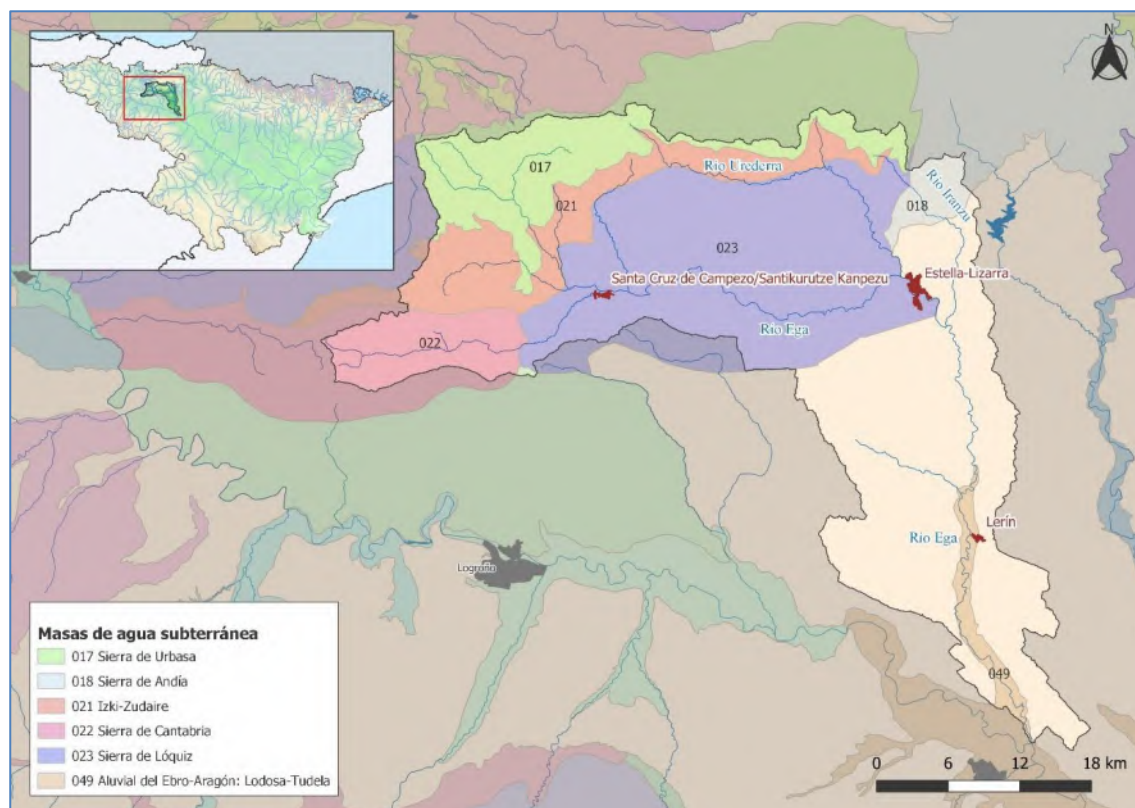 N
017
Río Urederra
Río Iranzu
021
018
023
Santa Cruz de Campezo/Santikurutze Kanpezu
Estella-Lizarra
Río Ega
022
Río Ega
Lerín
Logroño
049
Masas de agua subterránea
017 Sierra de Urbasa
018 Sierra de Andía
021 Izki-Zudaire
022 Sierra de Cantabria
023 Sierra de Lóquiz
049 Aluvial del Ebro-Aragón: Lodosa-Tudela
0 6 12 18 km